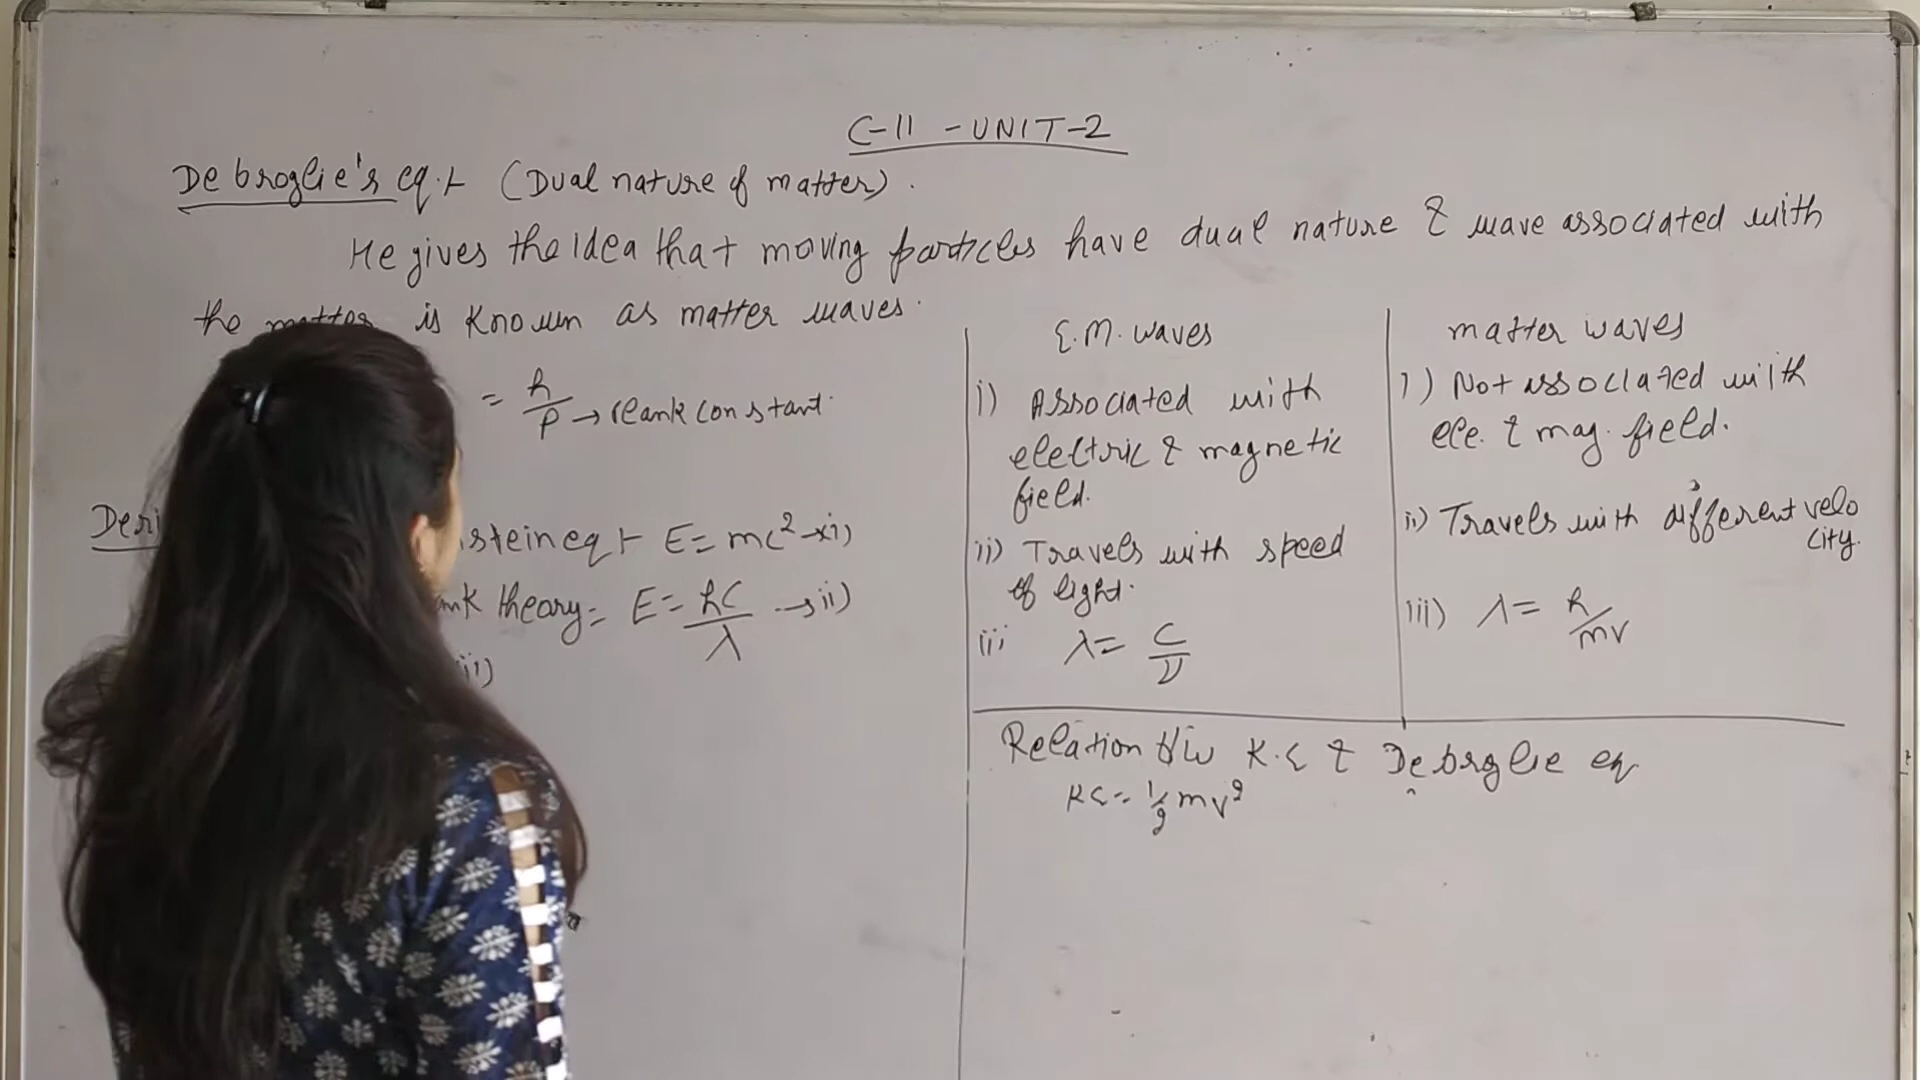 C-11 - UNIT-2
De broglie's eq.⊢ (Dual nature of matter).
He gives the idea that moving particles have dual nature & wave associated with
the matter is known as matter waves.
= h/p → constant.
E = mc² → i)
theory = E = hc/λ → ii)
E.M. waves
i) Associated with
electric & magnetic
field.
ii) Travels with speed
of light.
iii λ = c/ν
matter waves
1) Not associated with
ele. & mag. field.
ii) Travels with different velo
city.
iii) λ = h/mv
Relation b/w K.E & De broglie eq.
KE = 1/2 mv²